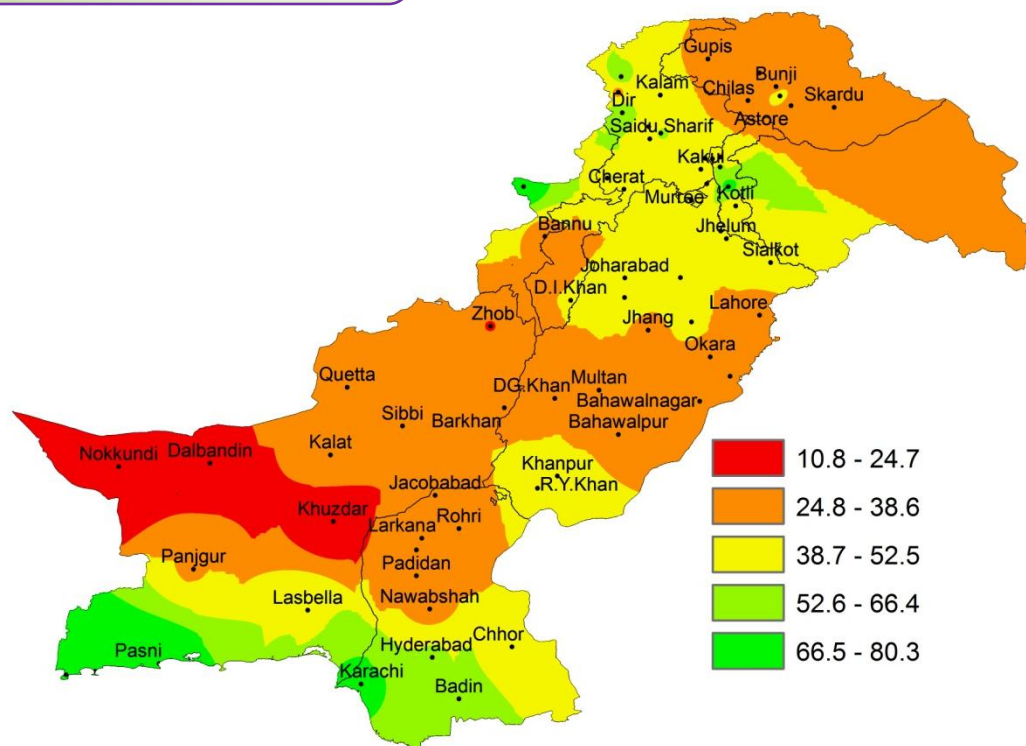 Gupis
Bunji
Kalam
Chilas
Skardu
Dir
Astore
Saidu Sharif
Kakul
Cherat
Murree
Kotli
Bannu
Jhelum
Sialkot
Joharabad
D.I.Khan
Lahore
Zhob
Jhang
Okara
Quetta
DG.Khan
Multan
Bahawalnagar
Sibbi
Barkhan
Bahawalpur
Kalat
Nokkundi
Dalbandin
Khanpur
R.Y.Khan
Jacobabad
Khuzdar
Larkana
Rohri
Panjgur
Padidan
Lasbella
Nawabshah
Hyderabad
Chhor
Pasni
Karachi
Badin
10.8 - 24.7
24.8 - 38.6
38.7 - 52.5
52.6 - 66.4
66.5 - 80.3